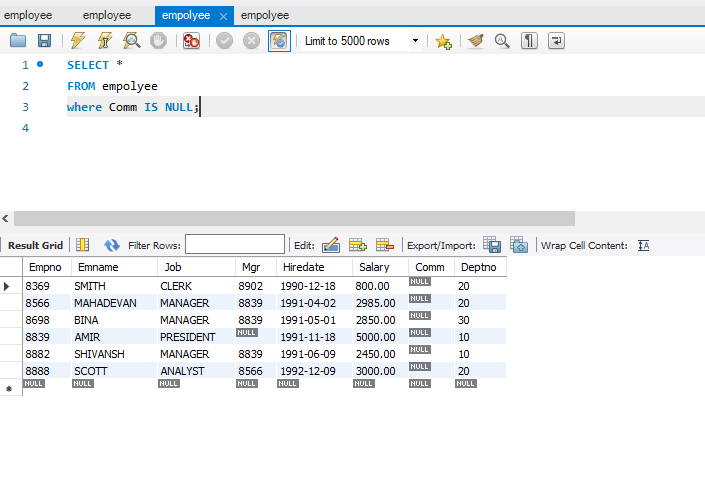 empolyee employee empolyee × empolyee
Limit to 5000 rows
1 SELECT *
2 FROM empolyee
3 where Comm IS NULL;
4
Result Grid Filter Rows: Edit: Export/Import: Wrap Cell Content: IA
Empno Emname Job Mgr Hiredate Salary Comm Deptno
8369 SMITH CLERK 8902 1990-12-18 800.00 NULL 20
8566 MAHADEVAN MANAGER 8839 1991-04-02 2985.00 NULL 20
8698 BINA MANAGER 8839 1991-05-01 2850.00 NULL 30
8839 AMIR PRESIDENT NULL 1991-11-18 5000.00 NULL 10
8882 SHIVANSH MANAGER 8839 1991-06-09 2450.00 NULL 10
8888 SCOTT ANALYST 8566 1992-12-09 3000.00 NULL 20
NULL NULL NULL NULL NULL NULL NULL NULL